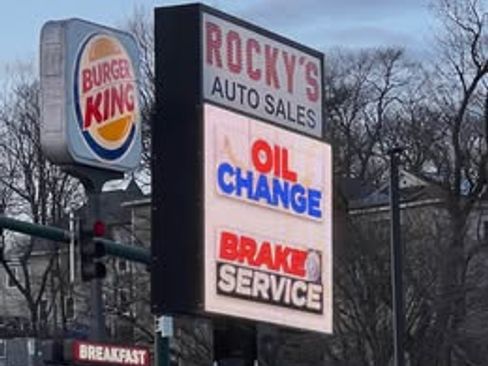 BURGER
KING
ROCKY'S
AUTO SALES
OIL
CHANGE
BRAKE
SERVICE
BREAKFAST